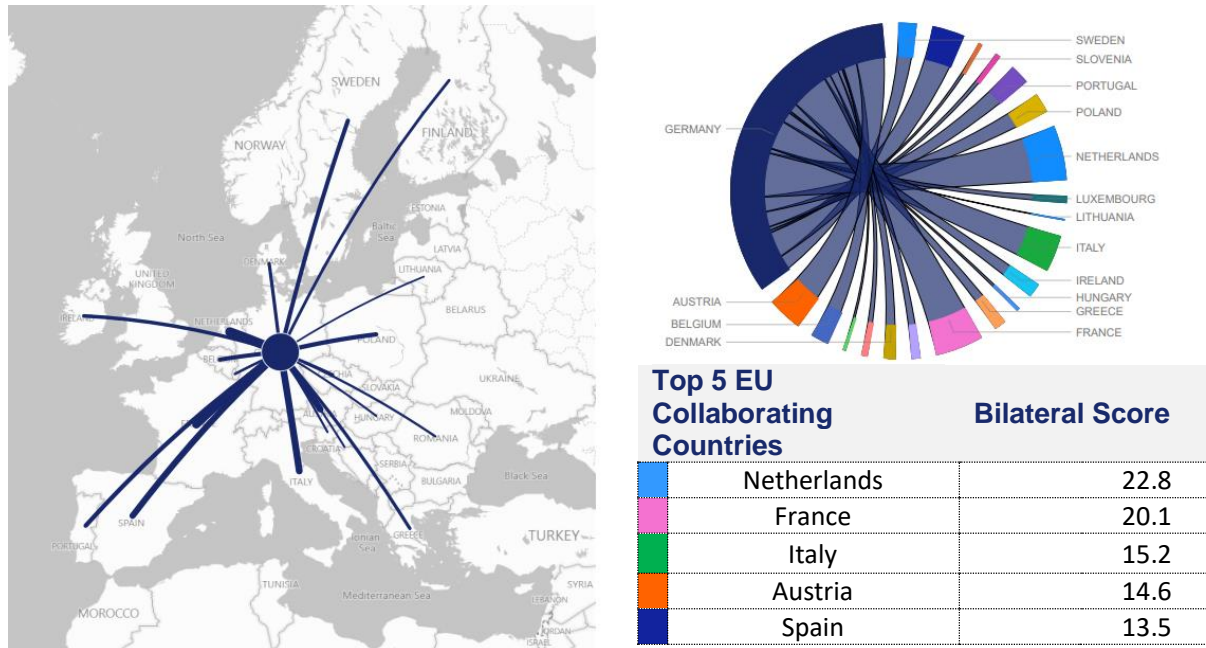 SWEDEN
FINLAND
NORWAY
ESTONIA
Baltic
Sea
LATVIA
North Sea
DENMARK
LITHUANIA
UNITED
KINGDOM
BELARUS
IRELAND
NETHERLANDS
POLAND
UKRAINE
SLOVAKIA
MOLDOVA
HUNGARY
ROMANIA
CROATIA
SERBIA
ITALY
BULGARIA
Black Sea
PORTUGAL
SPAIN
Ionian
Sea
GREECE
TURKEY
TUNISIA
SYRIA
Mediterranean Sea
LEBANON
MOROCCO
JORDAN
ISRAEL
SWEDEN
SLOVENIA
PORTUGAL
POLAND
GERMANY
NETHERLANDS
LUXEMBOURG
LITHUANIA
ITALY
IRELAND
HUNGARY
GREECE
FRANCE
AUSTRIA
BELGIUM
DENMARK
Top 5 EU
Collaborating
Countries
Bilateral Score
Netherlands 22.8
France 20.1
Italy 15.2
Austria 14.6
Spain 13.5